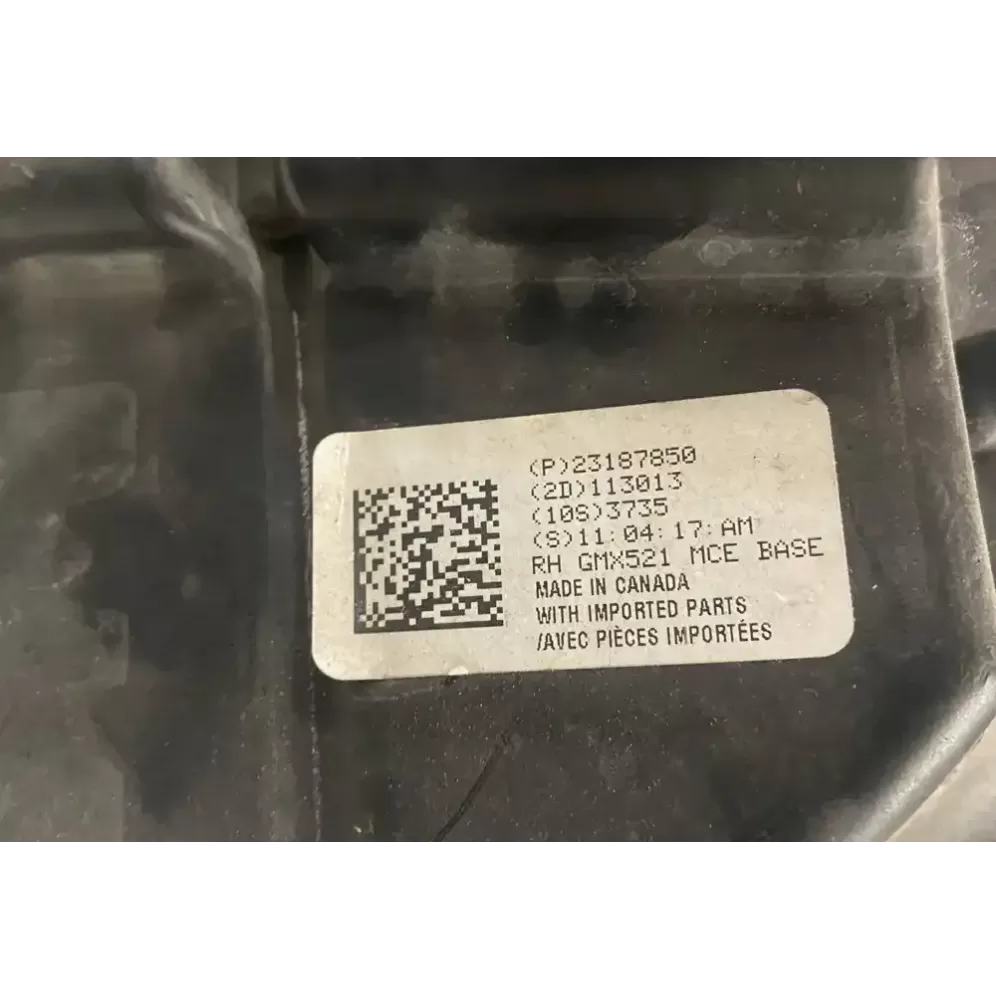 (P)23187850
(2D)113013
(10S)3735
(S)11:04:17:AM
RH GMX521 MCE BASE
MADE IN CANADA
WITH IMPORTED PARTS
/AVEC PIÈCES IMPORTÉES